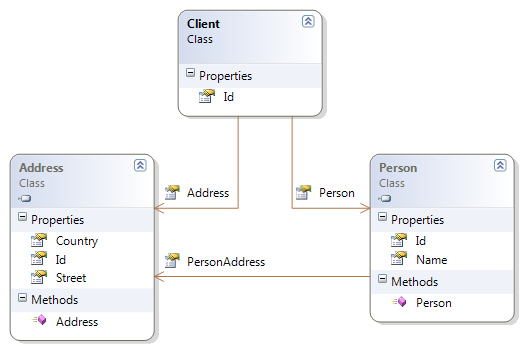 Client
Class
Properties
Id
Address
Person
Address
Class
Properties
Country
Id
Street
Methods
Address
PersonAddress
Person
Class
Properties
Id
Name
Methods
Person